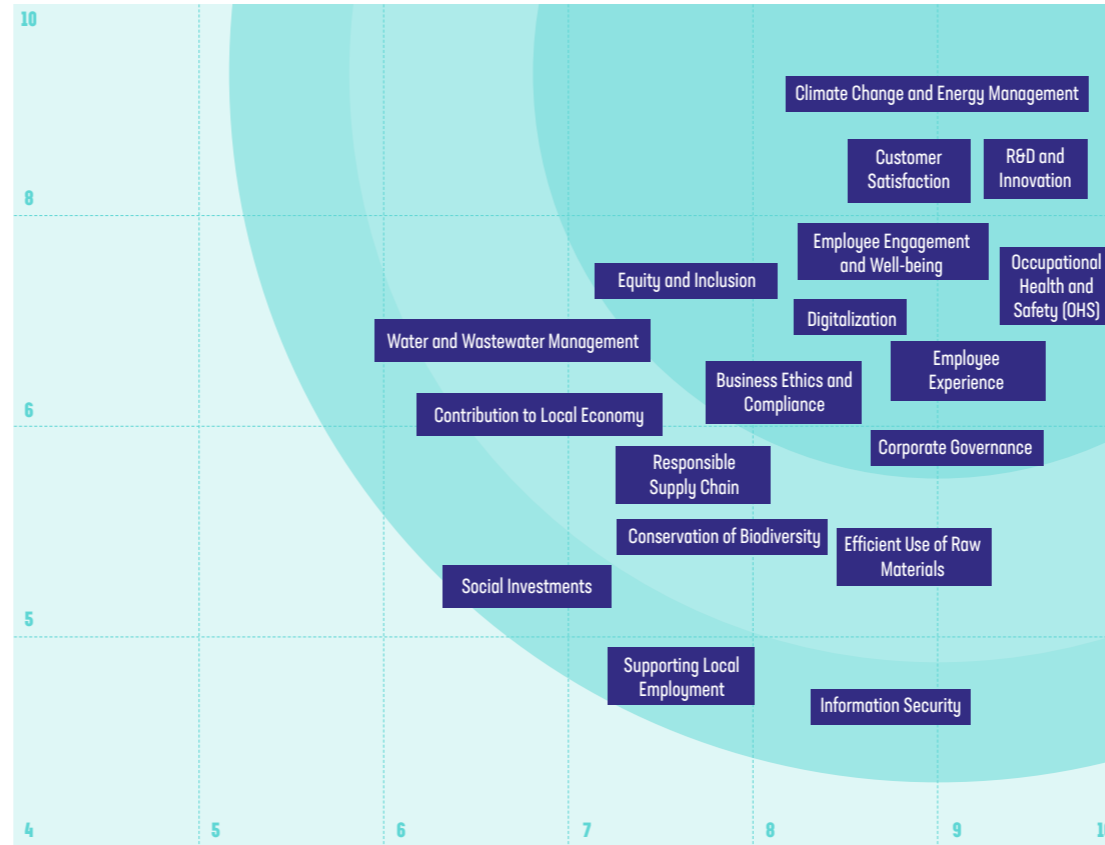 10
Climate Change and Energy Management
Customer
Satisfaction
R&D and
Innovation
8
Employee Engagement
and Well-being
Occupational
Health and
Safety (OHS)
Equity and Inclusion
Digitalization
Water and Wastewater Management
Employee
Experience
Business Ethics and
Compliance
6
Contribution to Local Economy
Corporate Governance
Responsible
Supply Chain
Conservation of Biodiversity
Efficient Use of Raw
Materials
Social Investments
5
Supporting Local
Employment
Information Security
4
5
6
7
8
9